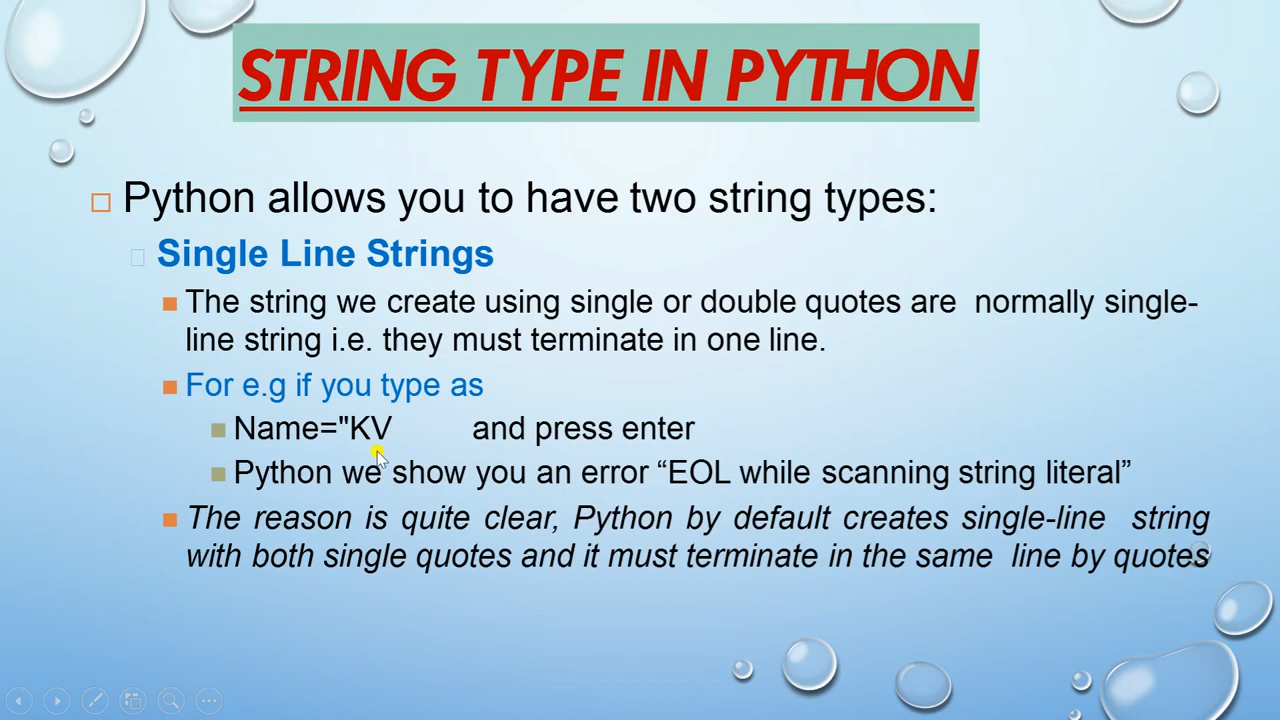 STRING TYPE IN PYTHON
Python allows you to have two string types:
Single Line Strings
The string we create using single or double quotes are normally single-
line string i.e. they must terminate in one line.
For e.g if you type as
Name="KV and press enter
Python we show you an error “EOL while scanning string literal”
The reason is quite clear, Python by default creates single-line string
with both single quotes and it must terminate in the same line by quotes